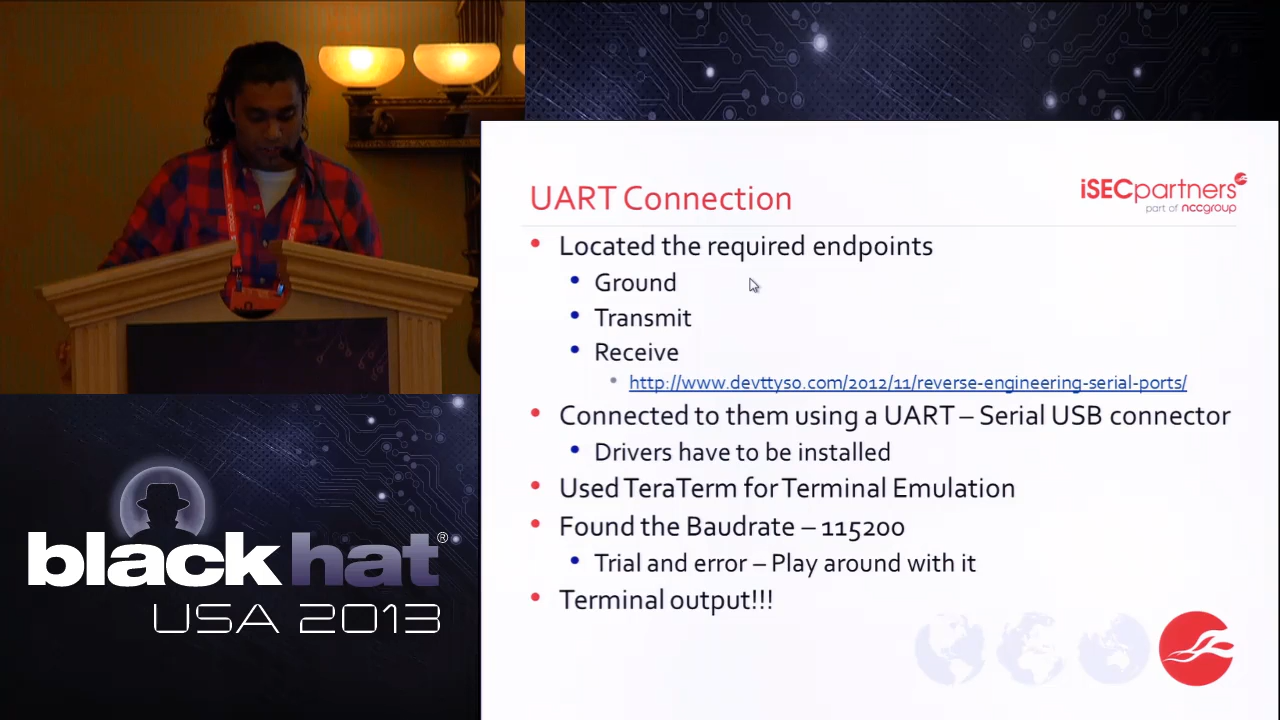 UART Connection
iSECpartners
part of nccgroup
Located the required endpoints
Ground
Transmit
Receive
http://www.devttyso.com/2012/11/reverse-engineering-serial-ports/
Connected to them using a UART – Serial USB connector
Drivers have to be installed
Used TeraTerm for Terminal Emulation
Found the Baudrate – 115200
Trial and error – Play around with it
Terminal output!!!
blackhat®
USA 2013